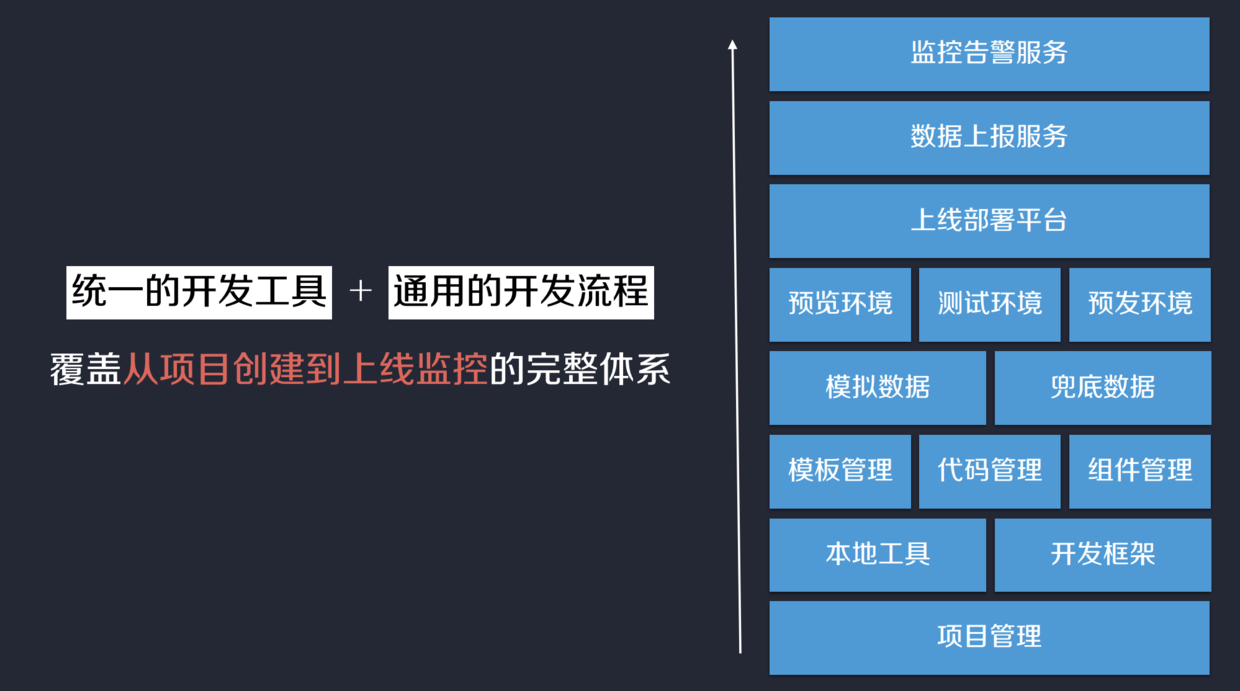 统一的开发工具 + 通用的开发流程
覆盖从项目创建到上线监控的完整体系
监控告警服务
数据上报服务
上线部署平台
预览环境 测试环境 预发环境
模拟数据 兜底数据
模板管理 代码管理 组件管理
本地工具 开发框架
项目管理